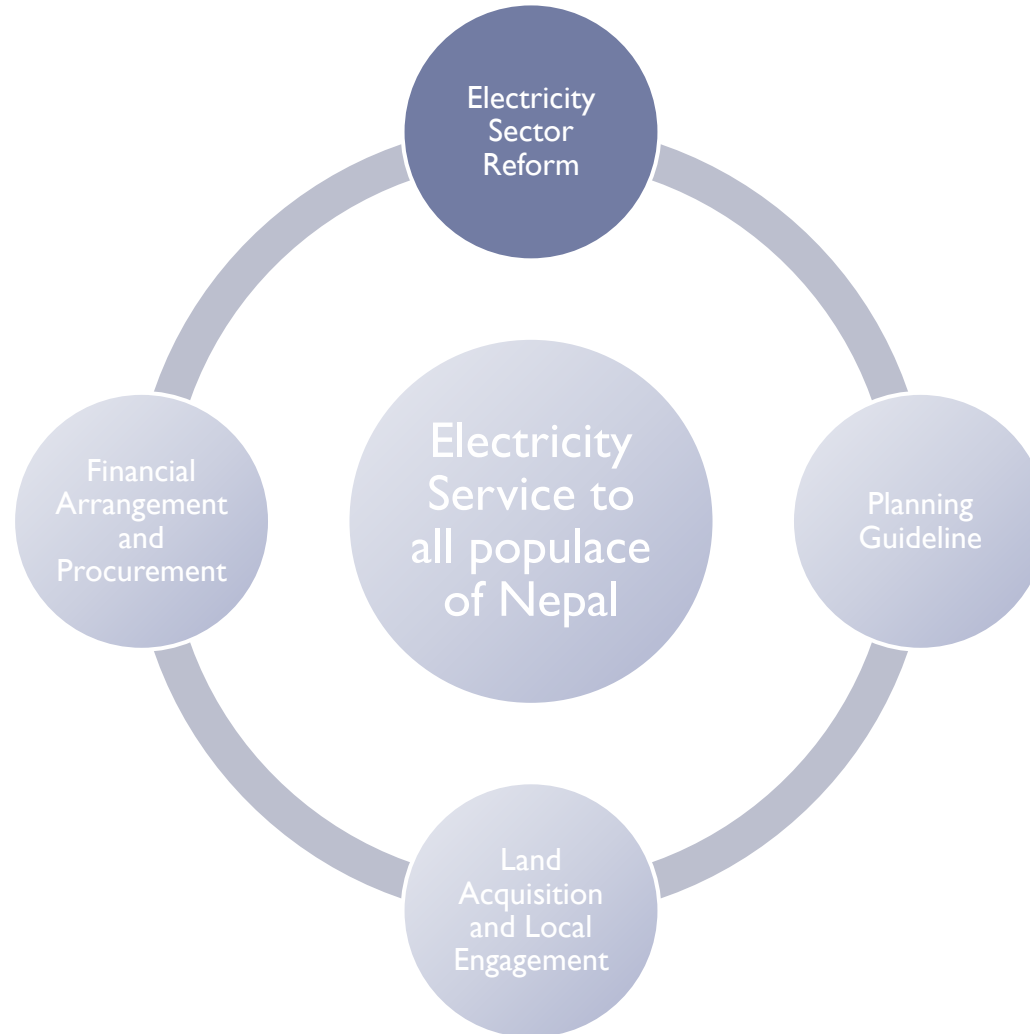 Electricity
Sector
Reform
Financial
Arrangement
and
Procurement
Electricity
Service to
all populace
of Nepal
Planning
Guideline
Land
Acquisition
and Local
Engagement